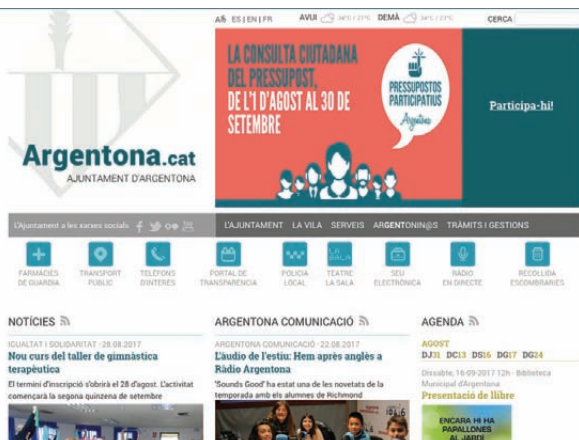 ES | EN | FR
AVUI
DEMÀ
CERCA
LA CONSULTA CIUTADANA
DEL PRESSUPOST,
DE L'1 D'AGOST AL 30 DE
SETEMBRE
PRESSUPOSTOS
PARTICIPATIUS
Argentona
Participa-hi!
Argentona.cat
AJUNTAMENT D'ARGENTONA
L'Ajuntament a les xarxes socials
L'AJUNTAMENT LA VILA SERVEIS ARGENTONIN@S TRÀMITS I GESTIONS
LA
SALA
FARMÀCIES
DE GUÀRDIA
TRANSPORT
PÚBLIC
TELÈFONS
D'INTERÈS
PORTAL DE
TRANSPARÈNCIA
POLICIA
LOCAL
TEATRE
LA SALA
SEU
ELECTRÒNICA
RÀDIO
EN DIRECTE
RECOLLIDA
ESCOMBRARIES
NOTÍCIES
IGUALTAT I SOLIDARITAT - 28.08.2017
Nou curs del taller de gimnàstica
terapèutica
El termini d'inscripció s'obrirà el 28 d'agost. L'activitat
començarà la segona quinzena de setembre
ARGENTONA COMUNICACIÓ
ARGENTONA COMUNICACIÓ - 22.08.2017
L'àudio de l'estiu: Hem après anglès a
Ràdio Argentona
'Sounds Good' ha estat una de les novetats de la
temporada amb els alumnes de Richmond
AGENDA
AGOST
DJ31 DC13 DS16 DG17 DG24
Dissabte, 16-09-2017 12h - Biblioteca
Municipal d'Argentona
Presentació de llibre
ENCARA HI HA
PAPALLONES
AL JARDÍ